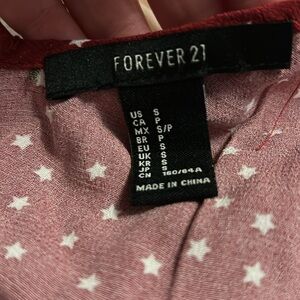 FOREVER 21
US S
CA P
MX S/P
BR P
EU S
UK S
KR S
JP S
CN 160/84A
MADE IN CHINA